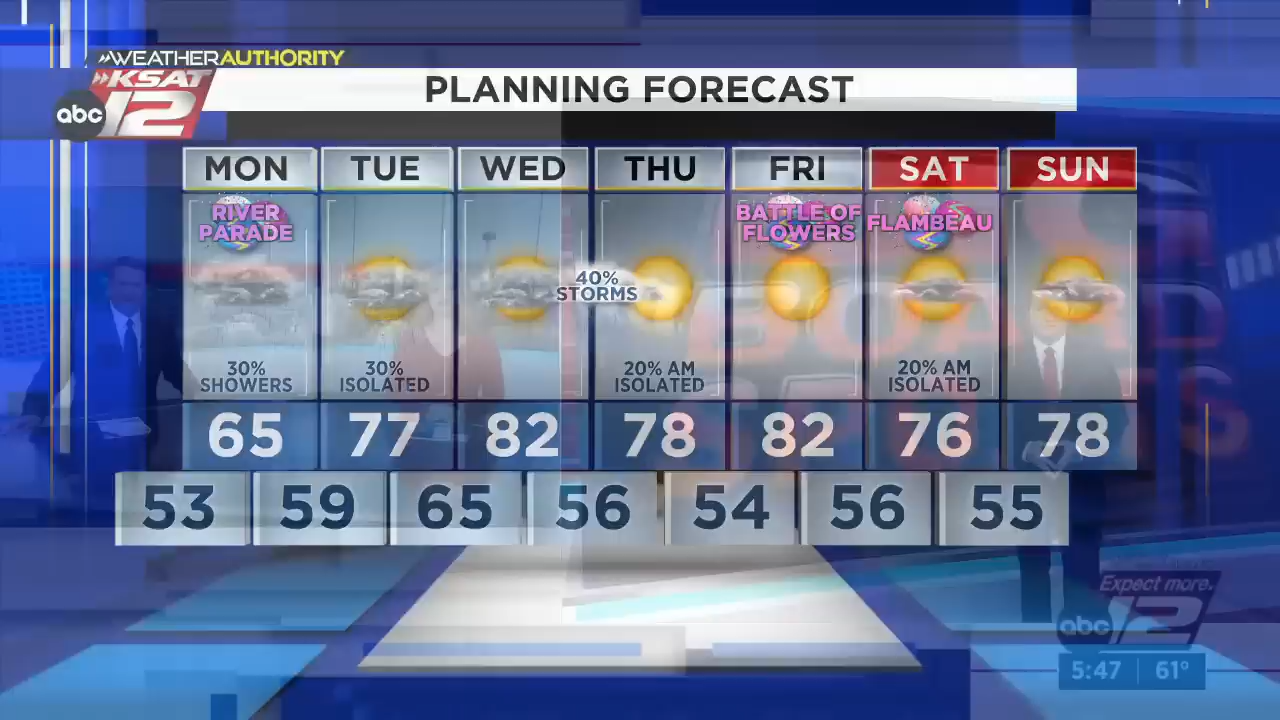 WEATHERAUTHORITY
KSAT
abc 12
PLANNING FORECAST
MON TUE WED THU FRI SAT SUN
RIVER
PARADE
BATTLE OF
FLOWERS
FLAMBEAU
40%
STORMS
30%
SHOWERS
30%
ISOLATED
20% AM
ISOLATED
20% AM
ISOLATED
65 77 82 78 82 76 78
53 59 65 56 54 56 55
Expect more.
abc 12
5:47 61°